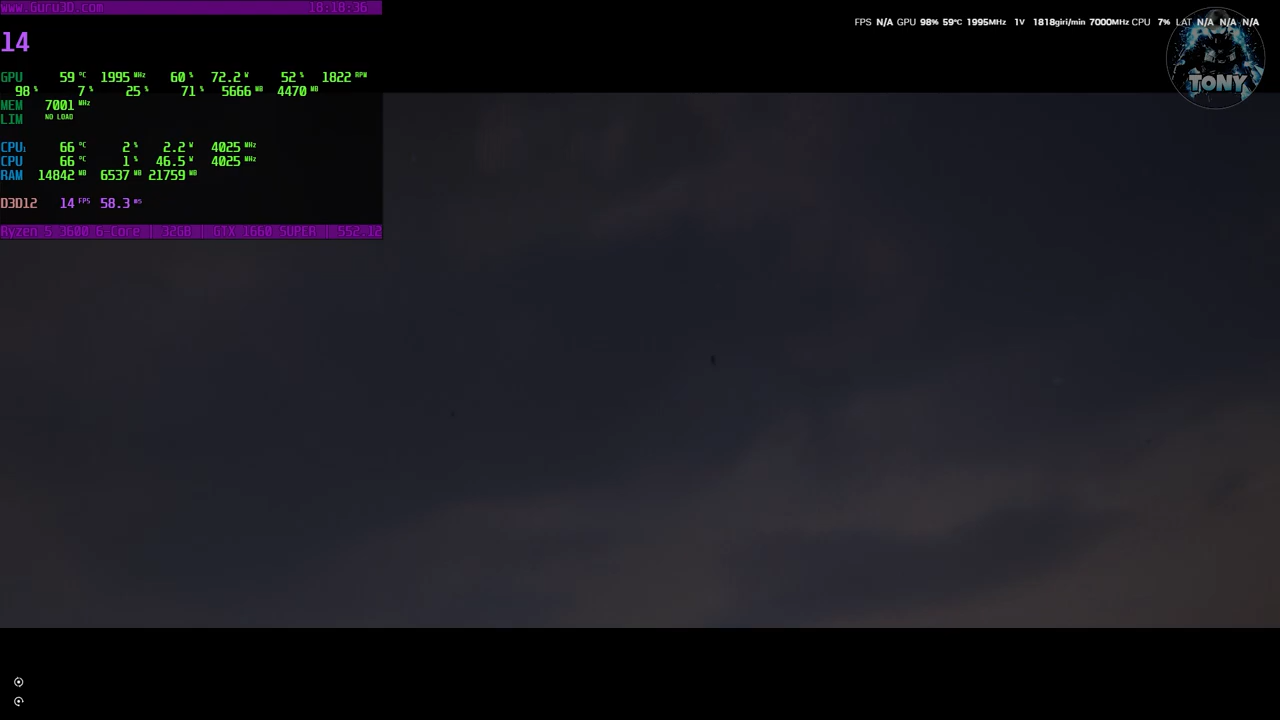 www.Guru3D.com 18:18:36
FPS N/A GPU 98% 59°C 1995MHz 1V 1818giri/min 7000MHz CPU 7% LAT N/A N/A N/A
14
TONY
GPU 59 °C 1995 MHz 60 % 72.2 W 52 % 1822 RPM
98 % 7 % 25 % 71 % 5666 MB 4470 MB
MEM 7001 MHz
LIM NO LOAD
CPU1 66 °C 2 % 2.2 W 4025 MHz
CPU 66 °C 1 % 46.5 W 4025 MHz
RAM 14842 MB 6537 MB 21759 MB
D3D12 14 FPS 58.3 ms
Ryzen 5 3600 6-Core | 32GB | GTX 1660 SUPER | 552.12